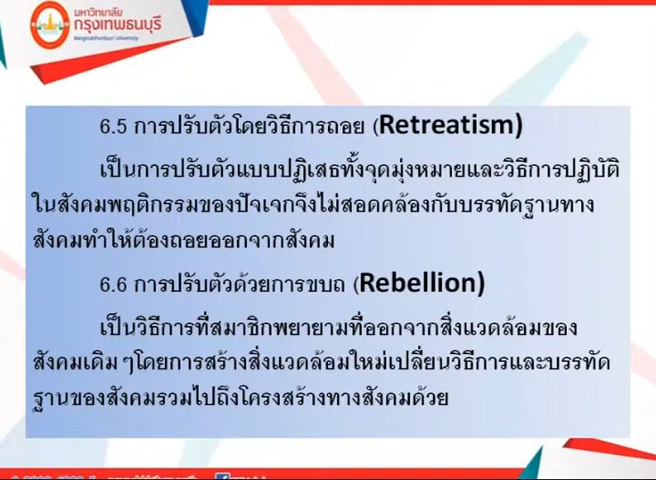 มหาวิทยาลัย
กรุงเทพธนบุรี
Bangkokthonburi University
6.5 การปรับตัวโดยวิธีการถอย (Retreatism)
เป็นการปรับตัวแบบปฏิเสธทั้งจุดมุ่งหมายและวิธีการปฏิบัติ
ในสังคมพฤติกรรมของปัจเจกจึงไม่สอดคล้องกับบรรทัดฐานทาง
สังคมทำให้ต้องถอยออกจากสังคม
6.6 การปรับตัวด้วยการขบถ (Rebellion)
เป็นวิธีการที่สมาชิกพยายามที่ออกจากสิ่งแวดล้อมของ
สังคมเดิม ๆโดยการสร้างสิ่งแวดล้อมใหม่เปลี่ยนวิธีการและบรรทัด
ฐานของสังคมรวมไปถึงโครงสร้างทางสังคมด้วย